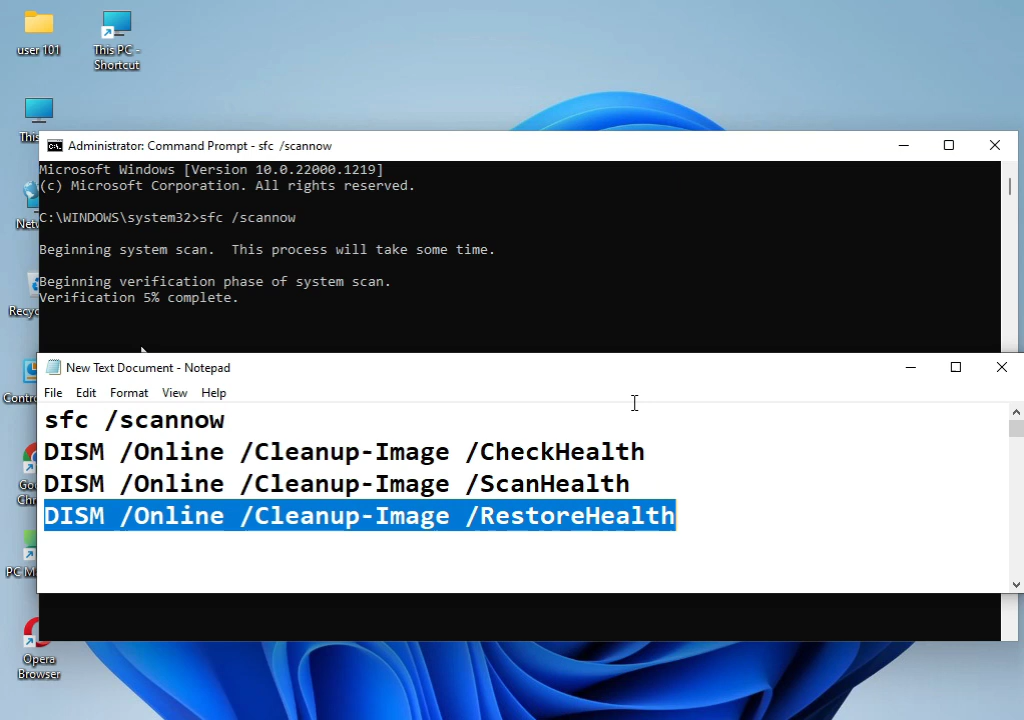 user 101
This PC -
Shortcut
This
Administrator: Command Prompt - sfc  /scannow
Microsoft Windows [Version 10.0.22000.1219]
(c) Microsoft Corporation. All rights reserved.
C:\WINDOWS\system32>sfc /scannow
Beginning system scan.  This process will take some time.
Beginning verification phase of system scan.
Verification 5% complete.
New Text Document - Notepad
File Edit Format View Help
sfc /scannow
DISM /Online /Cleanup-Image /CheckHealth
DISM /Online /Cleanup-Image /ScanHealth
DISM /Online /Cleanup-Image /RestoreHealth
PC M
Opera
Browser